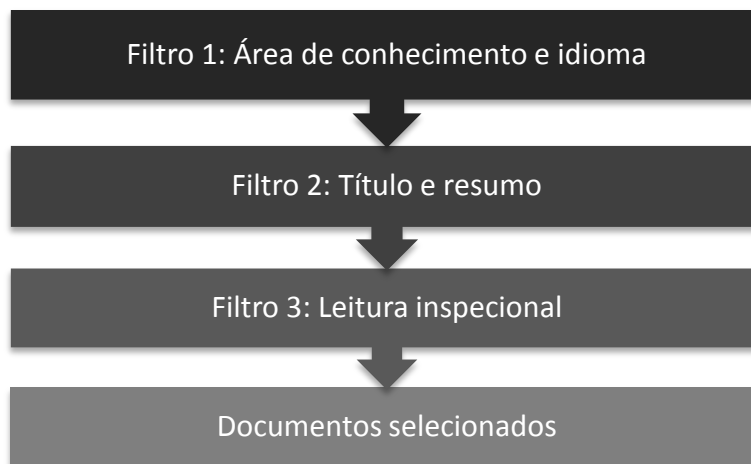 Filtro 1: Área de conhecimento e idioma
Filtro 2: Título e resumo
Filtro 3: Leitura inspecional
Documentos selecionados